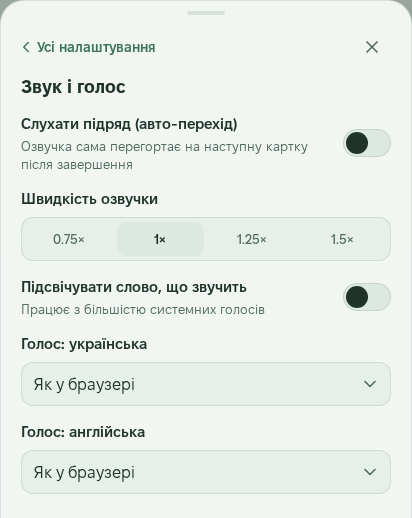 Усі налаштування
Звук і голос
Слухати підряд (авто-перехід)
Озвучка сама перегортає на наступну картку
після завершення
Швидкість озвучки
0.75× 1× 1.25× 1.5×
Підсвічувати слово, що звучить
Працює з більшістю системних голосів
Голос: українська
Як у браузері
Голос: англійська
Як у браузері